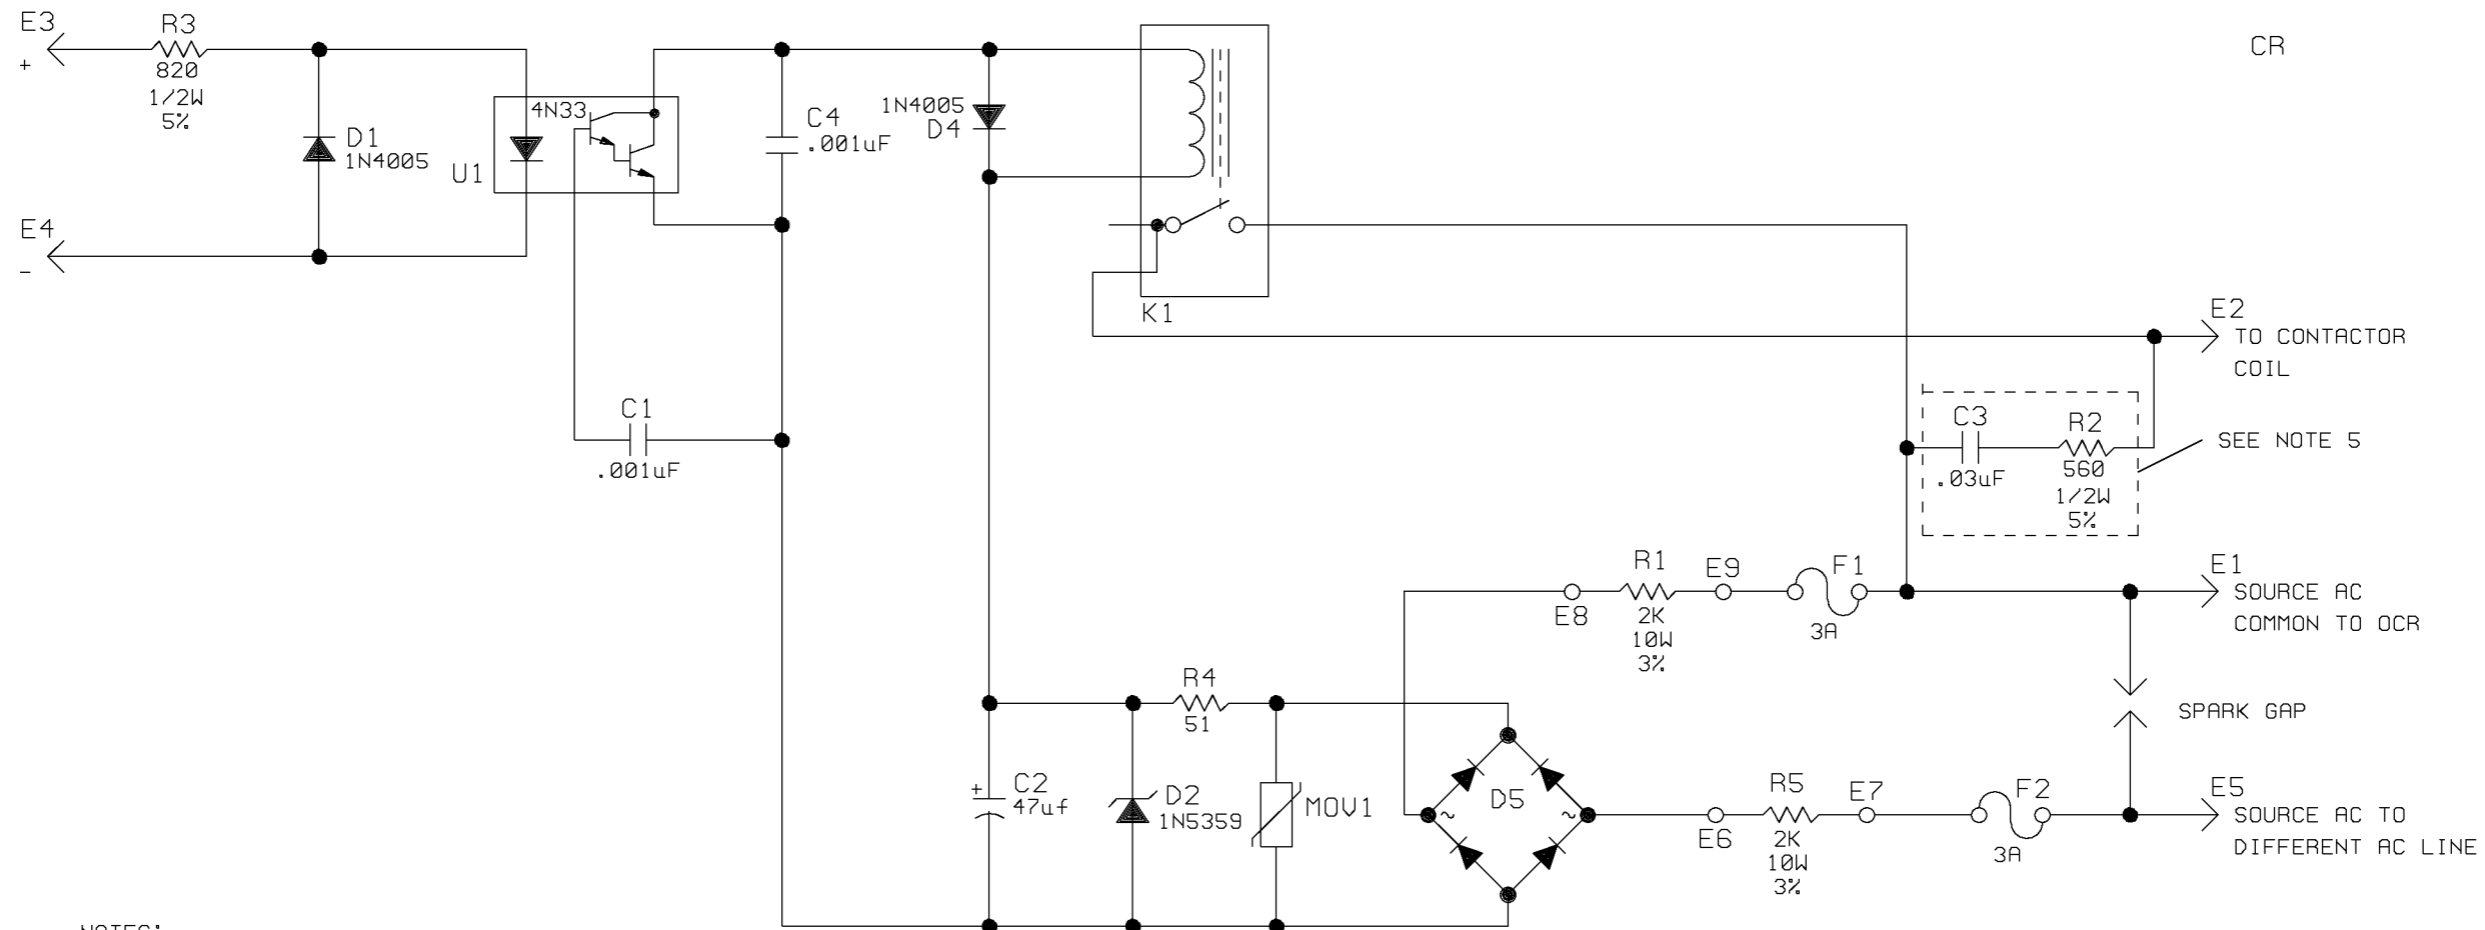 E3
+
R3
820
1/2W
5%
D1
1N4005
E4
-
U1
4N33
C4
.001uF
1N4005
D4
K1
CR
C1
.001uF
E2
TO CONTACTOR
COIL
C3
.03uF
R2
560
1/2W
5%
SEE NOTE 5
E8
R1
2K
10W
3%
E9
F1
3A
E1
SOURCE AC
COMMON TO OCR
SPARK GAP
R4
51
+
C2
47uf
D2
1N5359
MOV1
~
D5
~
E6
R5
2K
10W
3%
E7
F2
3A
E5
SOURCE AC TO
DIFFERENT AC LINE
NOTES: